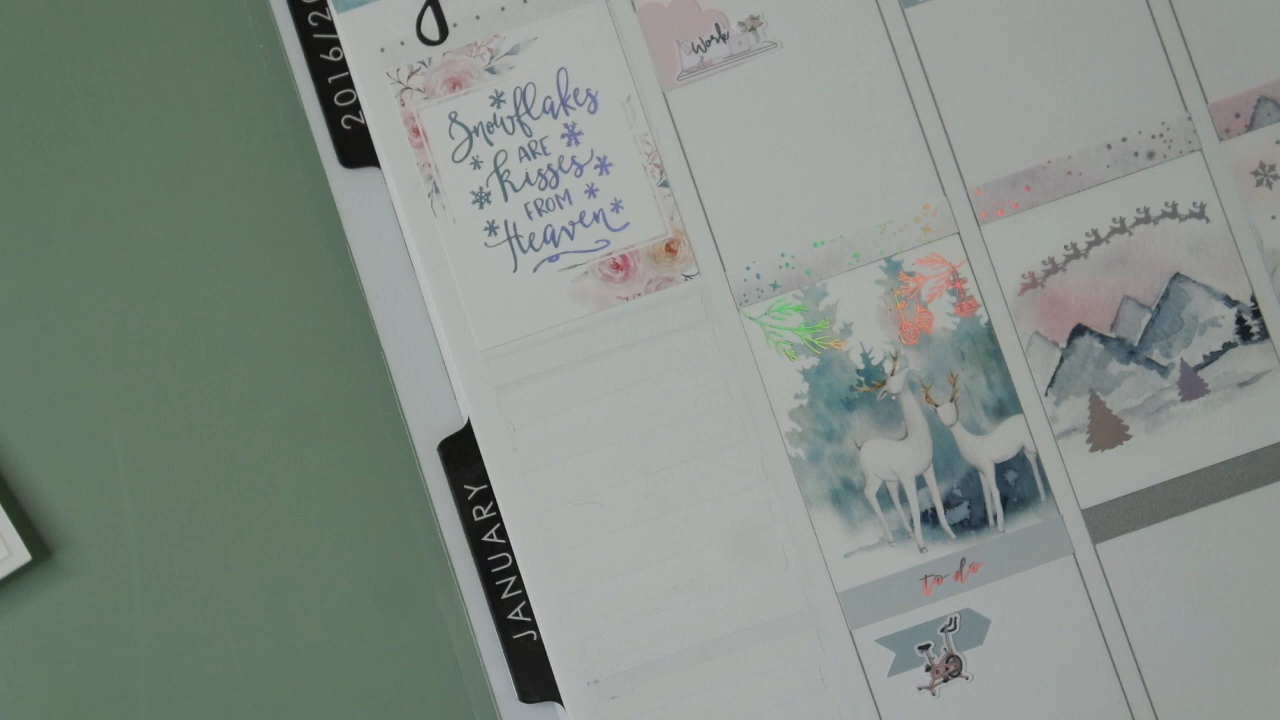 2016/2
Work
Snowflakes
ARE
kisses
FROM
Heaven
JANUARY
to do